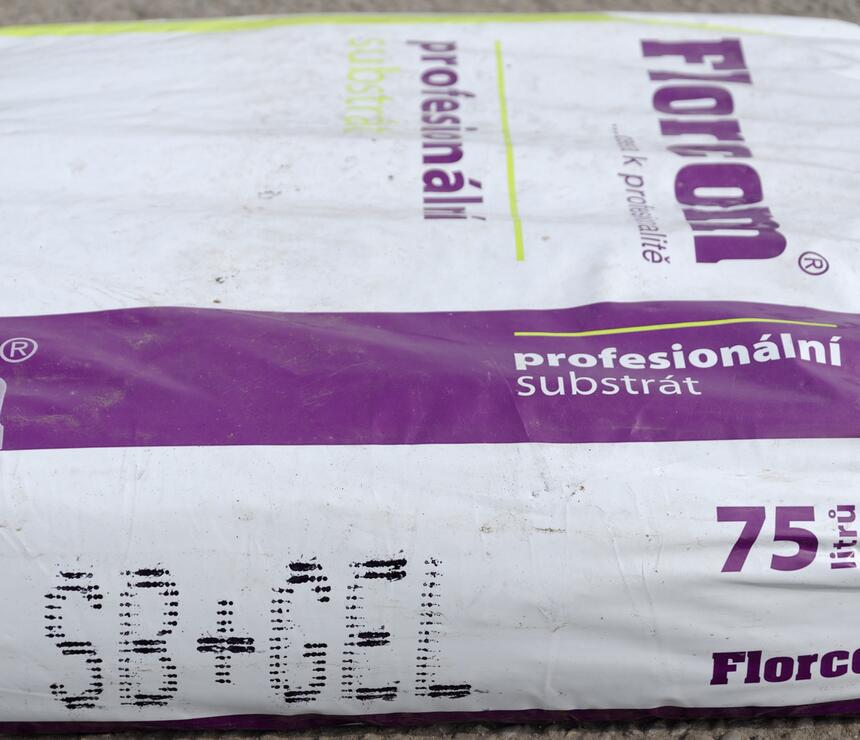 Florcom®
...cesta k profesionalitě
profesionální
substrát
®
profesionální
substrát
75 litrů
Florco
SB+GEL